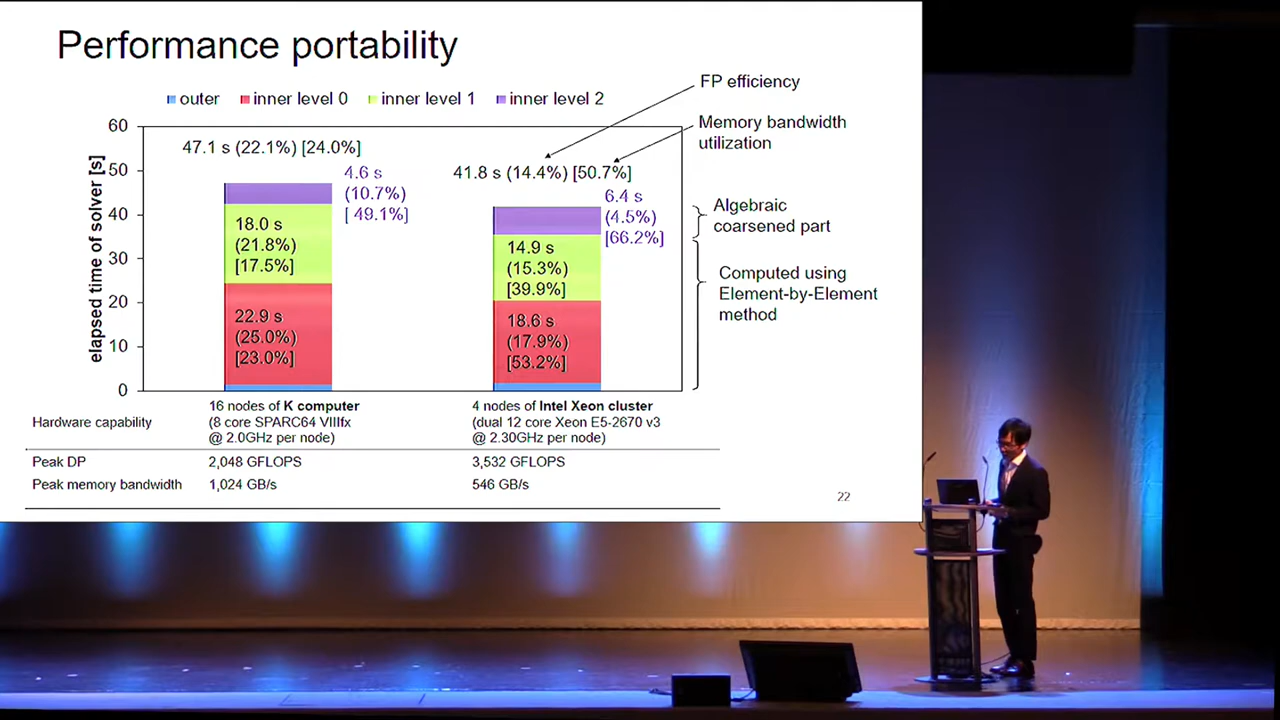 Performance portability
outer inner level 0 inner level 1 inner level 2
FP efficiency
Memory bandwidth
utilization
elapsed time of solver [s]
60
50
40
30
20
10
0
47.1 s (22.1%) [24.0%]
4.6 s
(10.7%)
[ 49.1%]
18.0 s
(21.8%)
[17.5%]
22.9 s
(25.0%)
[23.0%]
41.8 s (14.4%) [50.7%]
6.4 s
(4.5%)
[66.2%]
14.9 s
(15.3%)
[39.9%]
18.6 s
(17.9%)
[53.2%]
Algebraic
coarsened part
Computed using
Element-by-Element
method
Hardware capability
16 nodes of K computer
(8 core SPARC64 VIIIfx
@ 2.0GHz per node)
4 nodes of Intel Xeon cluster
(dual 12 core Xeon E5-2670 v3
@ 2.30GHz per node)
Peak DP 2,048 GFLOPS 3,532 GFLOPS
Peak memory bandwidth 1,024 GB/s 546 GB/s
22